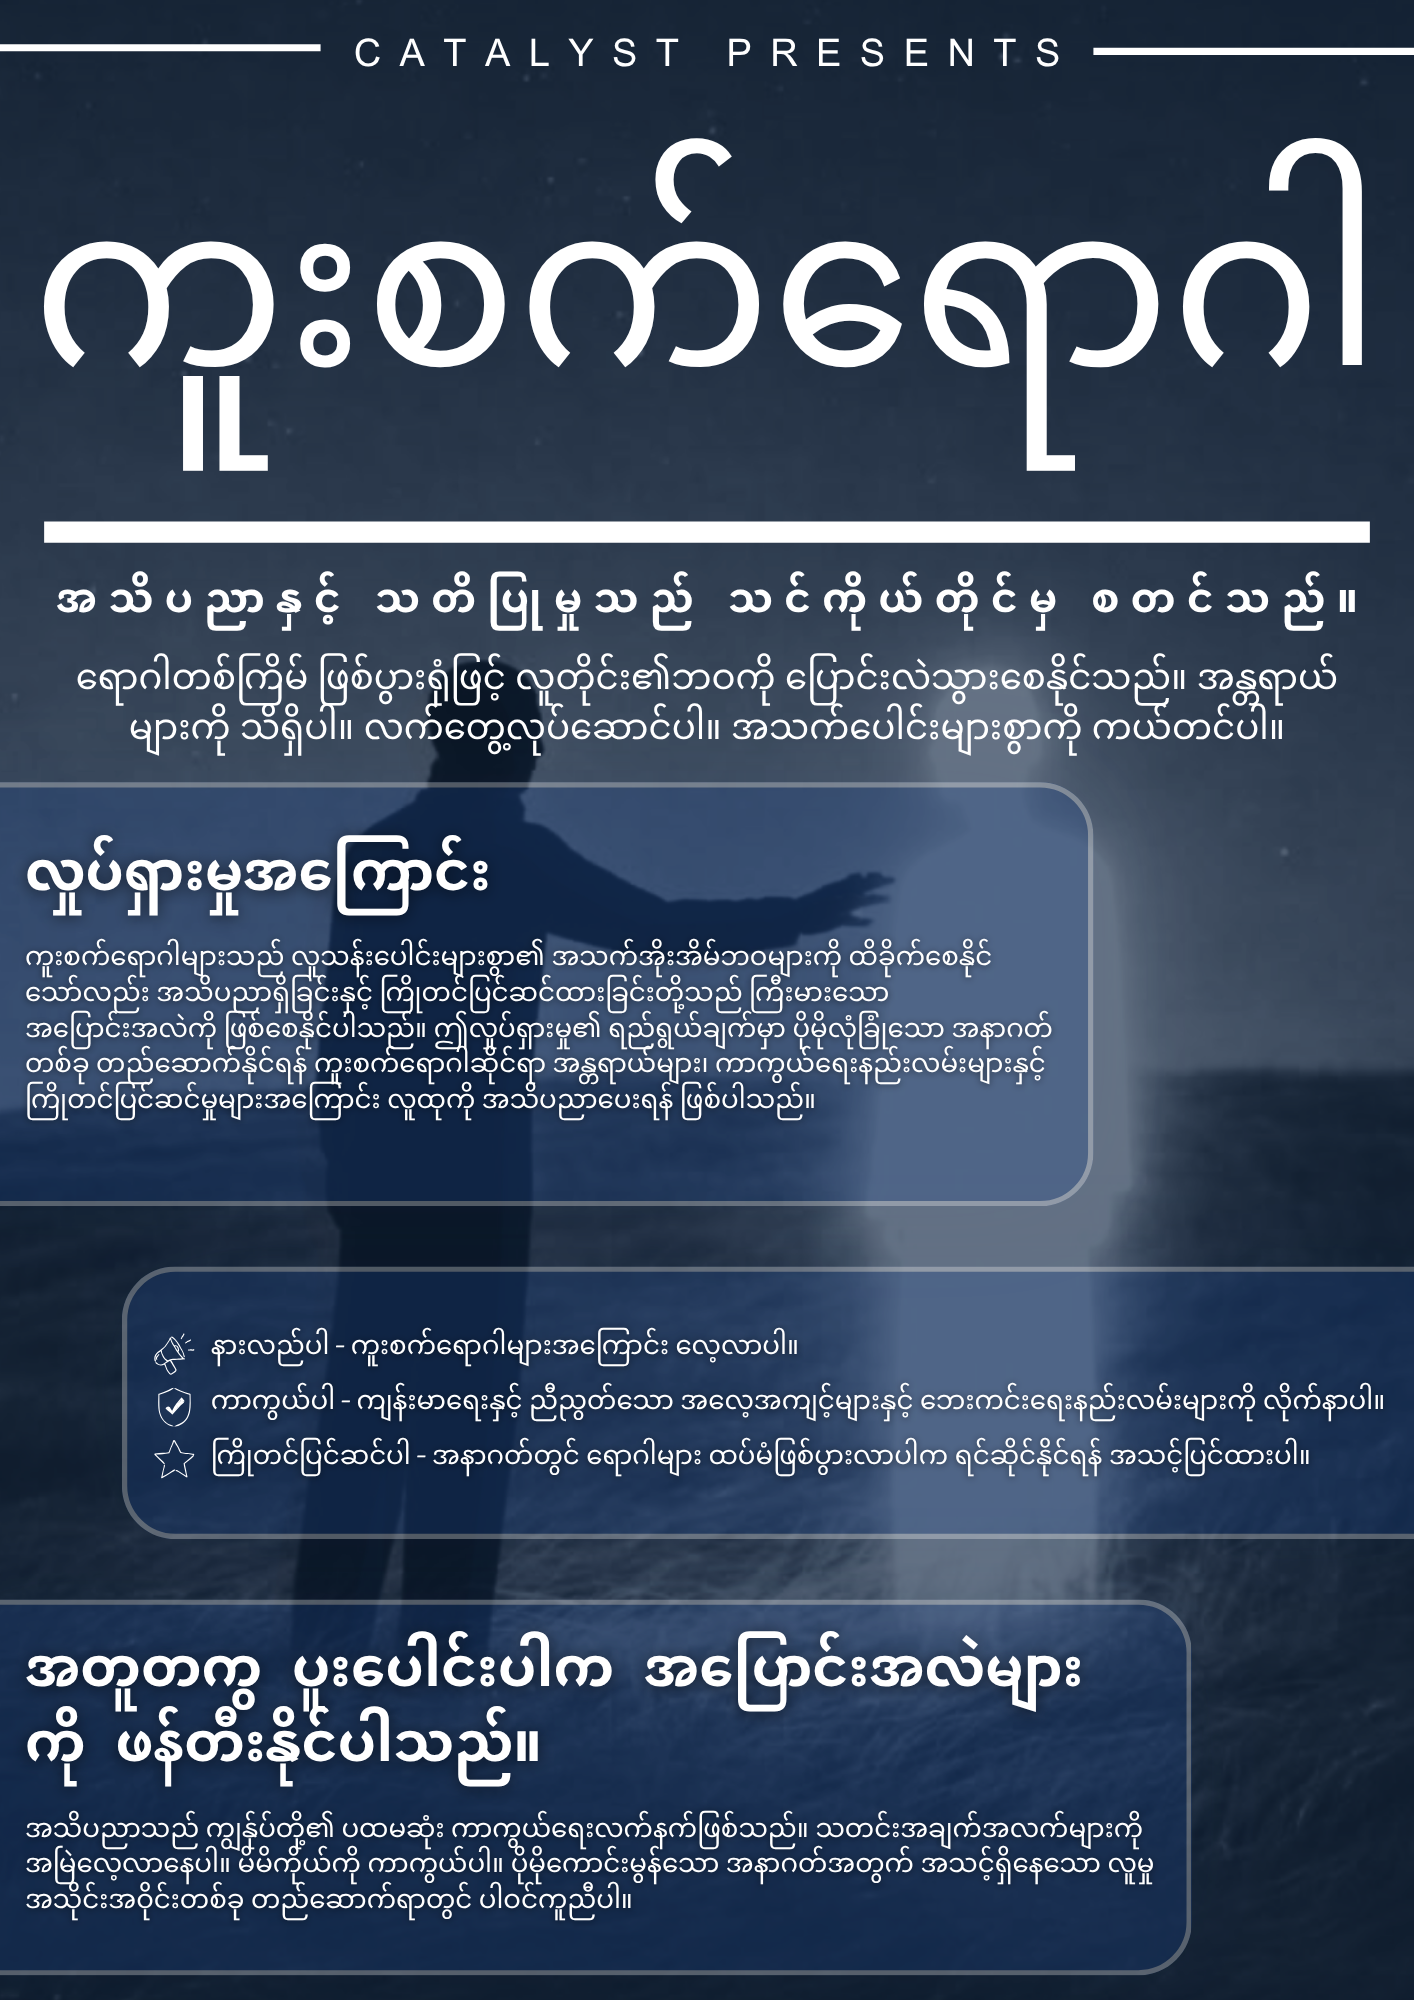 CATALYST PRESENTS
ကူးစက်ရောဂါ
အသိပညာနှင့် သတိပြုမှုသည် သင်ကိုယ်တိုင်မှ စတင်သည်။
ရောဂါတစ်ကြိမ် ဖြစ်ပွားရုံဖြင့် လူတိုင်း၏ဘဝကို ပြောင်းလဲသွားစေနိုင်သည်။ အန္တရာယ်
များကို သိရှိပါ။ လက်တွေ့လုပ်ဆောင်ပါ။ အသက်ပေါင်းများစွာကို ကယ်တင်ပါ။
လှုပ်ရှားမှုအကြောင်း
ကူးစက်ရောဂါများသည် လူသန်းပေါင်းများစွာ၏ အသက်အိုးအိမ်ဘဝများကို ထိခိုက်စေနိုင်
သော်လည်း အသိပညာရှိခြင်းနှင့် ကြိုတင်ပြင်ဆင်ထားခြင်းတို့သည် ကြီးမားသော
အပြောင်းအလဲကို ဖြစ်စေနိုင်ပါသည်။ ဤလှုပ်ရှားမှု၏ ရည်ရွယ်ချက်မှာ ပိုမိုလုံခြုံသော အနာဂတ်
တစ်ခု တည်ဆောက်နိုင်ရန် ကူးစက်ရောဂါဆိုင်ရာ အန္တရာယ်များ၊ ကာကွယ်ရေးနည်းလမ်းများနှင့်
ကြိုတင်ပြင်ဆင်မှုများအကြောင်း လူထုကို အသိပညာပေးရန် ဖြစ်ပါသည်။
နားလည်ပါ - ကူးစက်ရောဂါများအကြောင်း လေ့လာပါ။
ကာကွယ်ပါ - ကျန်းမာရေးနှင့် ညီညွတ်သော အလေ့အကျင့်များနှင့် ဘေးကင်းရေးနည်းလမ်းများကို လိုက်နာပါ။
ကြိုတင်ပြင်ဆင်ပါ - အနာဂတ်တွင် ရောဂါများ ထပ်မံဖြစ်ပွားလာပါက ရင်ဆိုင်နိုင်ရန် အသင့်ပြင်ထားပါ။
အတူတကွ ပူးပေါင်းပါက အပြောင်းအလဲများ
ကို ဖန်တီးနိုင်ပါသည်။
အသိပညာသည် ကျွန်ုပ်တို့၏ ပထမဆုံး ကာကွယ်ရေးလက်နက်ဖြစ်သည်။ သတင်းအချက်အလက်များကို
အမြဲလေ့လာနေပါ။ မိမိကိုယ်ကို ကာကွယ်ပါ။ ပိုမိုကောင်းမွန်သော အနာဂတ်အတွက် အသင့်ရှိနေသော လူမှု
အသိုင်းအဝိုင်းတစ်ခု တည်ဆောက်ရာတွင် ပါဝင်ကူညီပါ။